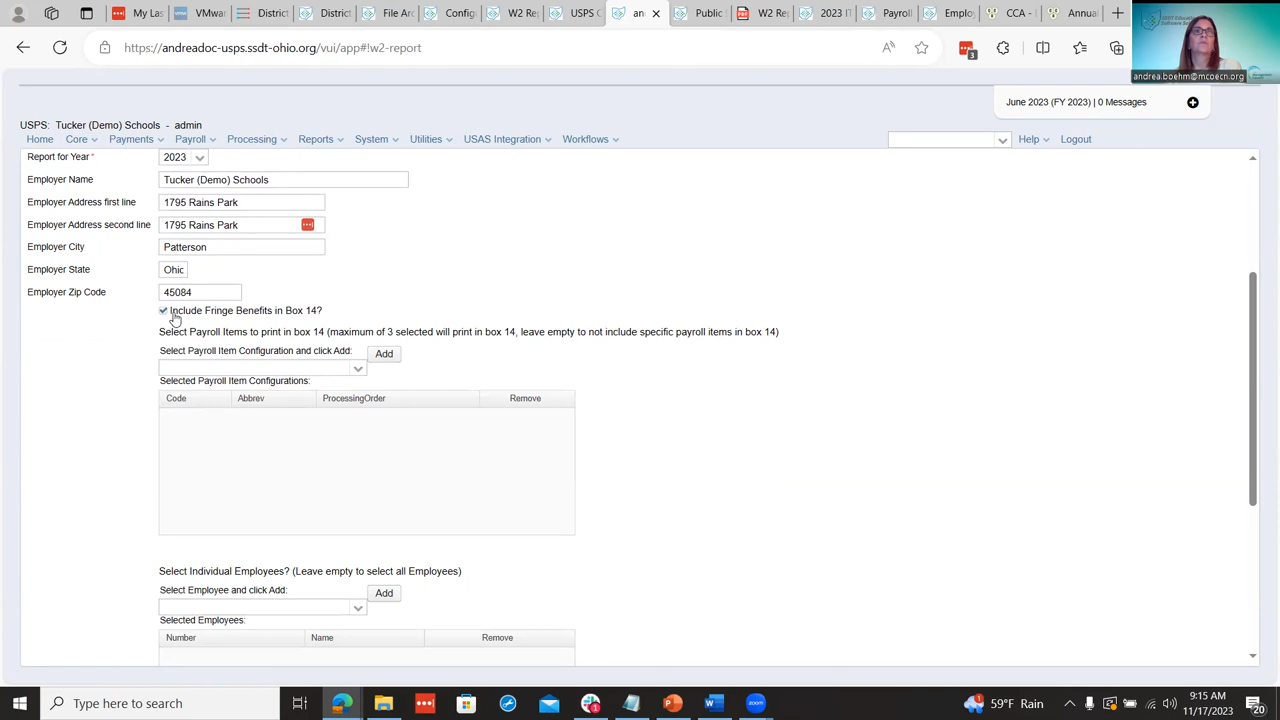 My Las
VMwar
District
District
Role Arc
Config
W2 Re
USPS C
an
Public
W2 Re
2023 IT
Payroll
Emplo
CCA -
Annua
https://andreadoc-usps.ssdt-ohio.org/vui/app#!w2-report
3
andrea.boehm@mcoecn.org
June 2023 (FY 2023) | 0 Messages
USPS: Tucker (Demo) Schools - admin
Home Core Payments Payroll Processing Reports System Utilities USAS Integration Workflows Help Logout
Report for Year* 2023
Employer Name Tucker (Demo) Schools
Employer Address first line 1795 Rains Park
Employer Address second line 1795 Rains Park
Employer City Patterson
Employer State Ohio
Employer Zip Code 45084
Include Fringe Benefits in Box 14?
Select Payroll Items to print in box 14 (maximum of 3 selected will print in box 14, leave empty to not include specific payroll items in box 14)
Select Payroll Item Configuration and click Add: Add
Selected Payroll Item Configurations:
Code Abbrev ProcessingOrder Remove
Select Individual Employees? (Leave empty to select all Employees)
Select Employee and click Add: Add
Selected Employees:
Number Name Remove
Type here to search
59°F Rain
9:15 AM
11/17/2023
20